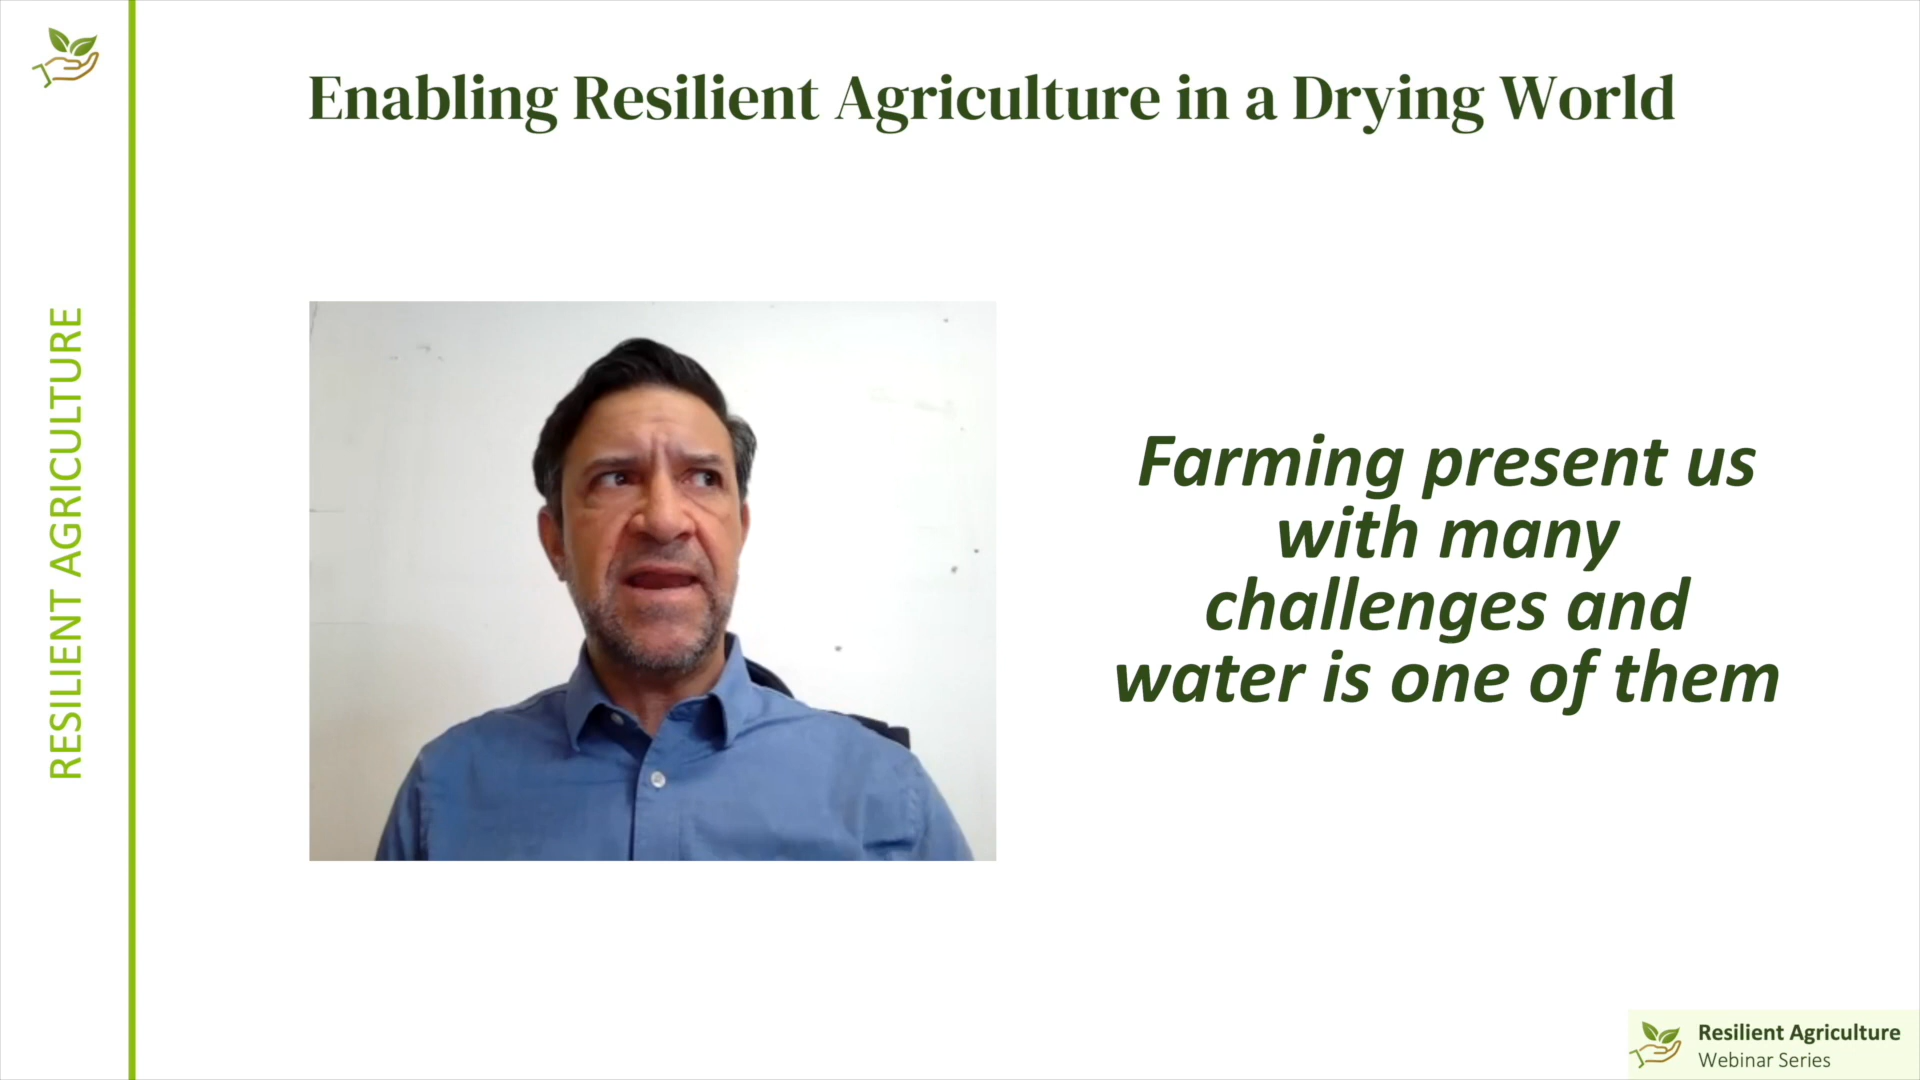 Enabling Resilient Agriculture in a Drying World
RESILIENT AGRICULTURE
Farming present us
with many
challenges and
water is one of them
Resilient Agriculture
Webinar Series